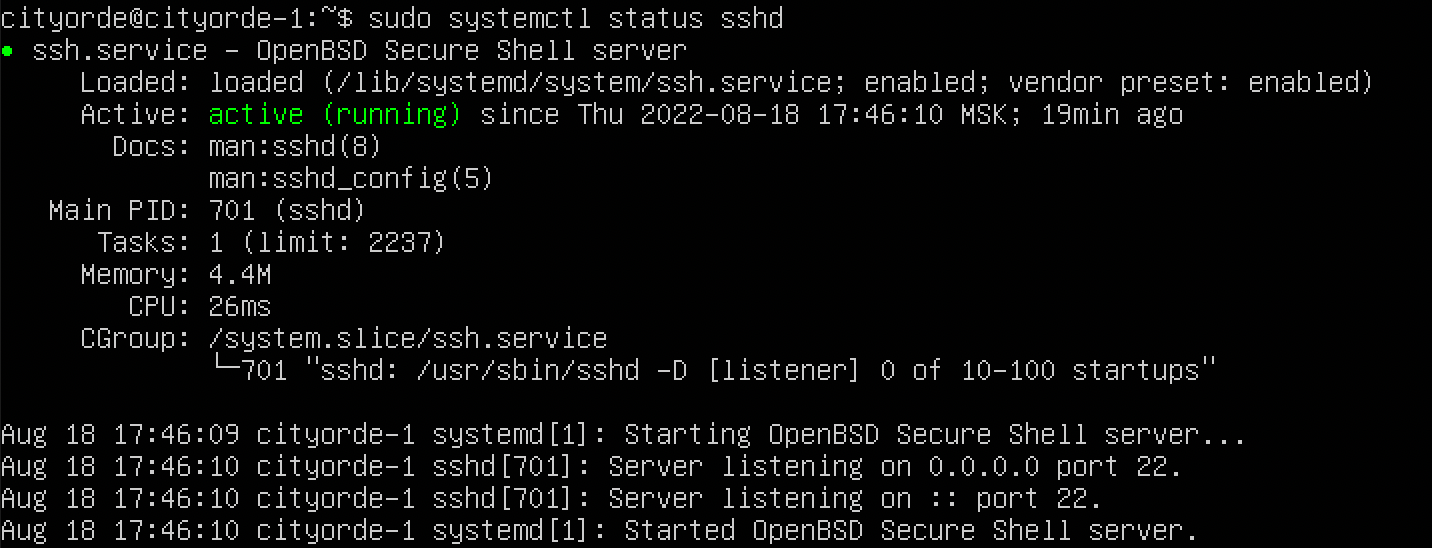 cityorde@cityorde-1:~$ sudo systemctl status sshd
● ssh.service - OpenBSD Secure Shell server
     Loaded: loaded (/lib/systemd/system/ssh.service; enabled; vendor preset: enabled)
     Active: active (running) since Thu 2022-08-18 17:46:10 MSK; 19min ago
       Docs: man:sshd(8)
             man:sshd_config(5)
   Main PID: 701 (sshd)
      Tasks: 1 (limit: 2237)
     Memory: 4.4M
        CPU: 26ms
     CGroup: /system.slice/ssh.service
             └─701 "sshd: /usr/sbin/sshd -D [listener] 0 of 10-100 startups"

Aug 18 17:46:09 cityorde-1 systemd[1]: Starting OpenBSD Secure Shell server...
Aug 18 17:46:10 cityorde-1 sshd[701]: Server listening on 0.0.0.0 port 22.
Aug 18 17:46:10 cityorde-1 sshd[701]: Server listening on :: port 22.
Aug 18 17:46:10 cityorde-1 systemd[1]: Started OpenBSD Secure Shell server.